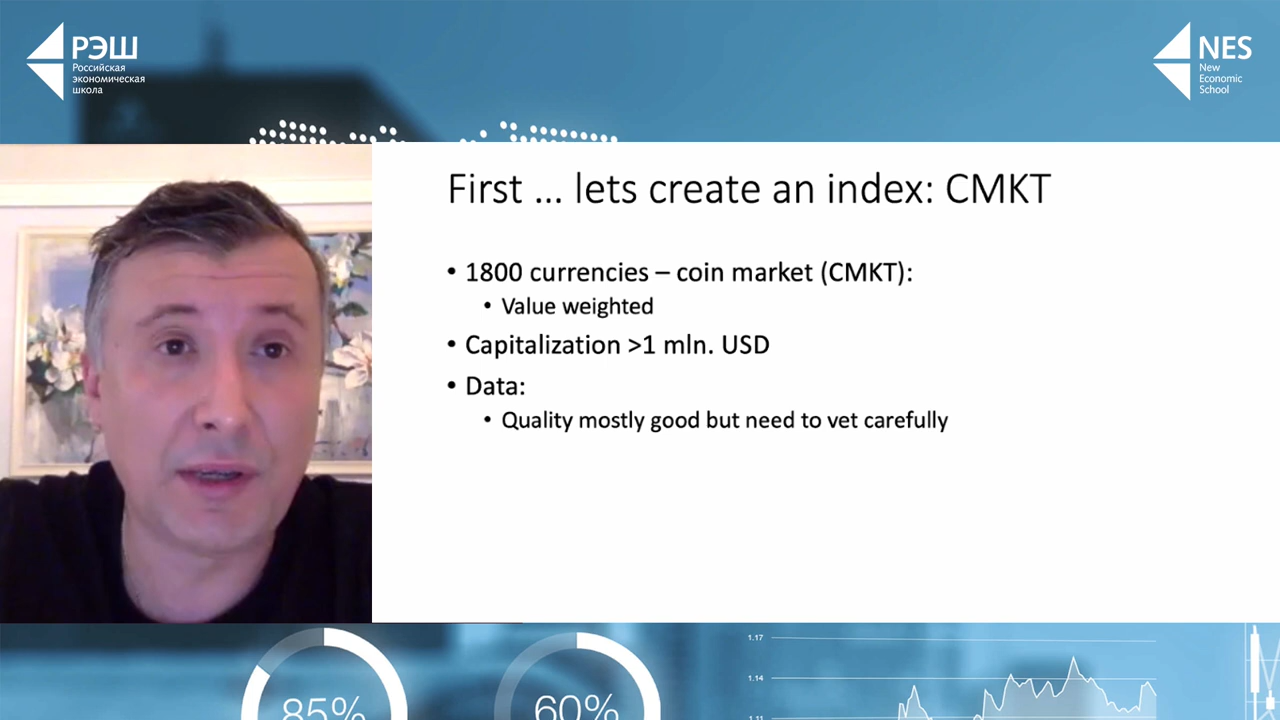 РЭШ
Российская
экономическая
школа
NES
New
Economic
School
First ... lets create an index: CMKT
• 1800 currencies – coin market (CMKT):
• Value weighted
• Capitalization >1 mln. USD
• Data:
• Quality mostly good but need to vet carefully
85%
60%
1.17
1.14
1.11